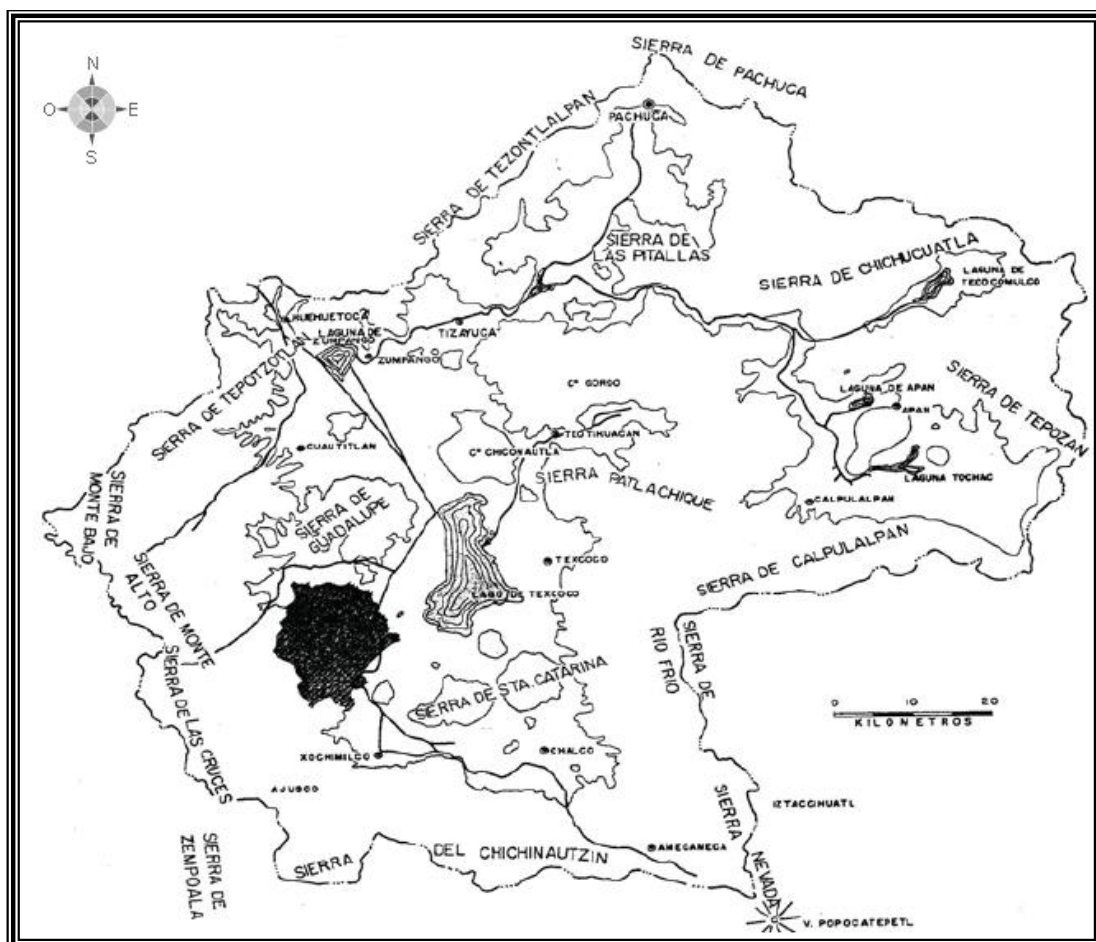 N
O
E
S
SIERRA DE PACHUCA
PACHUCA
SIERRA DE TEZONTLALPAN
SIERRA DE
LAS PITALLAS
SIERRA DE CHICHUCUATLA
LAGUNA DE
TECOCOMULCO
HUEHUETOCA
LAGUNA DE
ZUMPANGO
ZUMPANGO
TIZAYUCA
SIERRA DE TEPOTZOTLAN
Cº GORGO
LAGUNA DE APAN
APAN
SIERRA DE TEPOZAN
TEOTIHUACAN
CUAUTITLAN
Cº CHICONAUTLA
SIERRA PATLACHIQUE
LAGUNA TOCHAC
CALPULALPAN
SIERRA DE
MONTE BAJO
SIERRA DE
GUADALUPE
TEXCOCO
SIERRA DE CALPULALPAN
LAGO DE TEXCOCO
SIERRA DE MONTE
ALTO
SIERRA DE
RIO FRIO
SIERRA DE STA. CATARINA
SIERRA DE LAS CRUCES
0 10 20
KILOMETROS
XOCHIMILCO
CHALCO
AJUSCO
IZTACCIHUATL
SIERRA NEVADA
SIERRA DE
ZEMPOALA
SIERRA DEL CHICHINAUTZIN
AMECAMECA
V. POPOCATEPETL